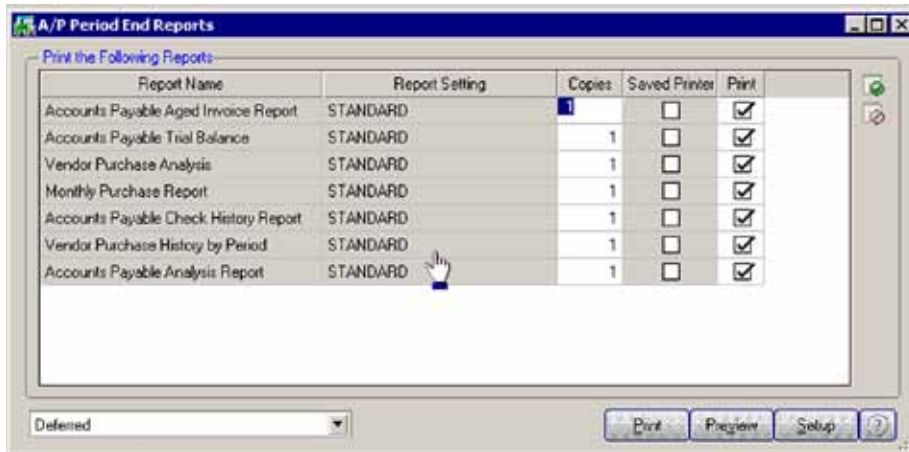 A/P Period End Reports
Print the Following Reports
Report Name Report Setting Copies Saved Printer Print
Accounts Payable Aged Invoice Report STANDARD 1
Accounts Payable Trial Balance STANDARD 1
Vendor Purchase Analysis STANDARD 1
Monthly Purchase Report STANDARD 1
Accounts Payable Check History Report STANDARD 1
Vendor Purchase History by Period STANDARD 1
Accounts Payable Analysis Report STANDARD 1
Deferred Print Preview Setup ?